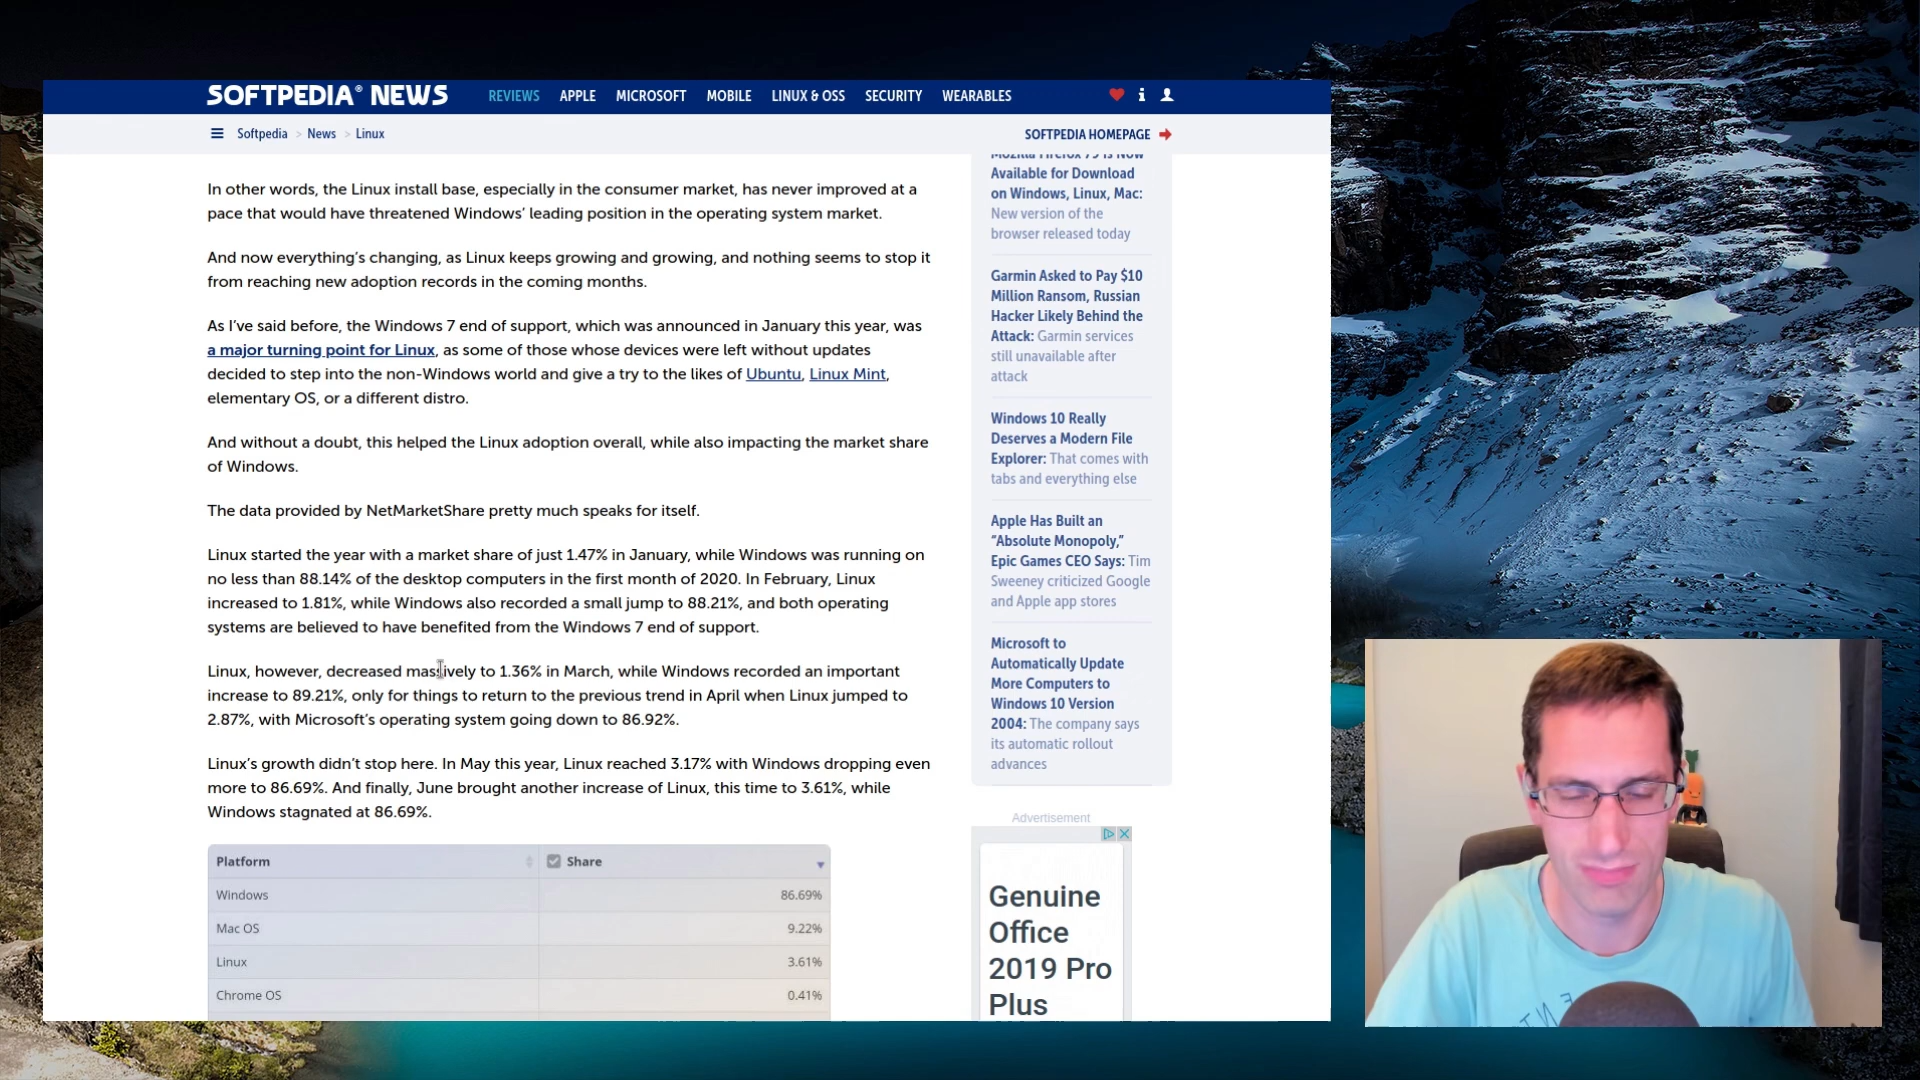 SOFTPEDIA® NEWS
REVIEWS APPLE MICROSOFT MOBILE LINUX & OSS SECURITY WEARABLES
Softpedia > News > Linux
SOFTPEDIA HOMEPAGE
In other words, the Linux install base, especially in the consumer market, has never improved at a
pace that would have threatened Windows’ leading position in the operating system market.
And now everything’s changing, as Linux keeps growing and growing, and nothing seems to stop it
from reaching new adoption records in the coming months.
As I’ve said before, the Windows 7 end of support, which was announced in January this year, was
a major turning point for Linux, as some of those whose devices were left without updates
decided to step into the non-Windows world and give a try to the likes of Ubuntu, Linux Mint,
elementary OS, or a different distro.
And without a doubt, this helped the Linux adoption overall, while also impacting the market share
of Windows.
The data provided by NetMarketShare pretty much speaks for itself.
Linux started the year with a market share of just 1.47% in January, while Windows was running on
no less than 88.14% of the desktop computers in the first month of 2020. In February, Linux
increased to 1.81%, while Windows also recorded a small jump to 88.21%, and both operating
systems are believed to have benefited from the Windows 7 end of support.
Linux, however, decreased massively to 1.36% in March, while Windows recorded an important
increase to 89.21%, only for things to return to the previous trend in April when Linux jumped to
2.87%, with Microsoft’s operating system going down to 86.92%.
Linux’s growth didn’t stop here. In May this year, Linux reached 3.17% with Windows dropping even
more to 86.69%. And finally, June brought another increase of Linux, this time to 3.61%, while
Windows stagnated at 86.69%.
Platform Share
Windows 86.69%
Mac OS 9.22%
Linux 3.61%
Chrome OS 0.41%
Mozilla Firefox 79 Is Now
Available for Download
on Windows, Linux, Mac:
New version of the
browser released today
Garmin Asked to Pay $10
Million Ransom, Russian
Hacker Likely Behind the
Attack: Garmin services
still unavailable after
attack
Windows 10 Really
Deserves a Modern File
Explorer: That comes with
tabs and everything else
Apple Has Built an
“Absolute Monopoly,”
Epic Games CEO Says: Tim
Sweeney criticized Google
and Apple app stores
Microsoft to
Automatically Update
More Computers to
Windows 10 Version
2004: The company says
its automatic rollout
advances
Advertisement
Genuine
Office
2019 Pro
Plus